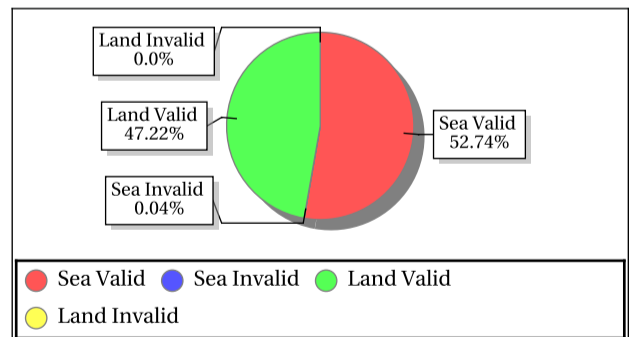 Land Invalid
0.0%
Land Valid
47.22%
Sea Valid
52.74%
Sea Invalid
0.04%
Sea Valid Sea Invalid Land Valid
Land Invalid